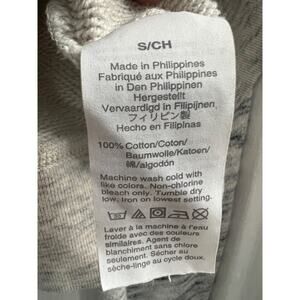 S/CH
Made in Philippines
Fabriqué aux Philippines
In Den Philippinen
Hergestellt
Vervaardigd in Filipijnen
フィリピン製
Hecho en Filipinas
100% Cotton/Coton/
Baumwolle/Katoen/
綿/algodón
Machine wash cold with
like colors. Non-chlorine
bleach only. Tumble dry
low. Iron on lowest setting.
Laver à la machine à l'eau
froide avec des couleurs
similaires. Agent de
blanchiment sans chlore
seulement. Sécher au
sèche-linge au cycle doux.